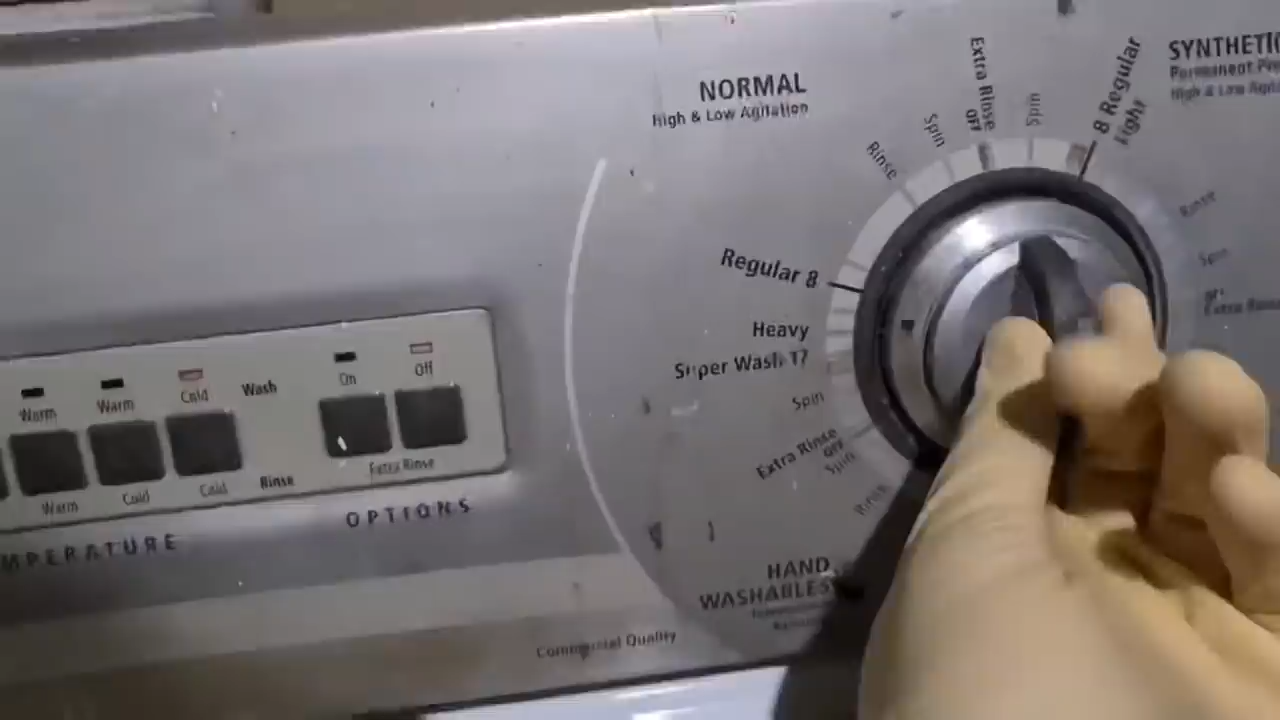 NORMAL
High & Low Agitation
SYNTHETI
Permanent Pre
High & Low Agita
Rinse
Spin
Extra Rinse
OFF
Spin
8 Regular
Light
Rinse
Spin
Extra Rinse
Regular 8
Heavy
Super Wash 17
Spin
Extra Rinse
OFF
Spin
Rinse
HAND
WASHABLES
Commercial Quality
Warm
Warm
Cold
Wash
On
Off
Warm
Cold
Cold
Rinse
Extra Rinse
MPERATURE
OPTIONS